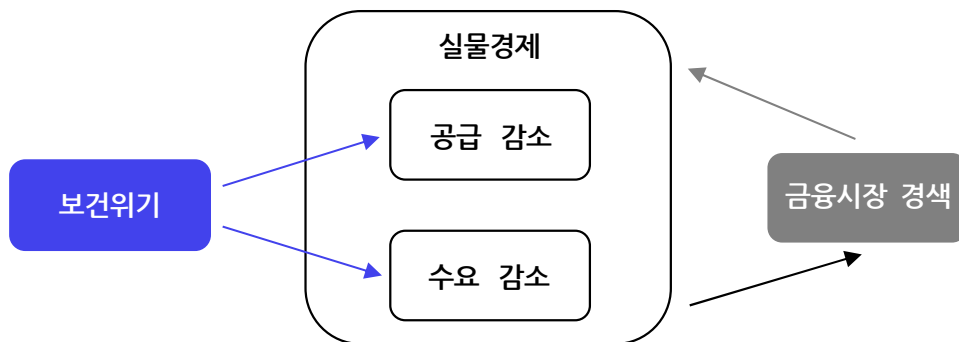 실물경제
공급 감소
보건위기
금융시장 경색
수요 감소